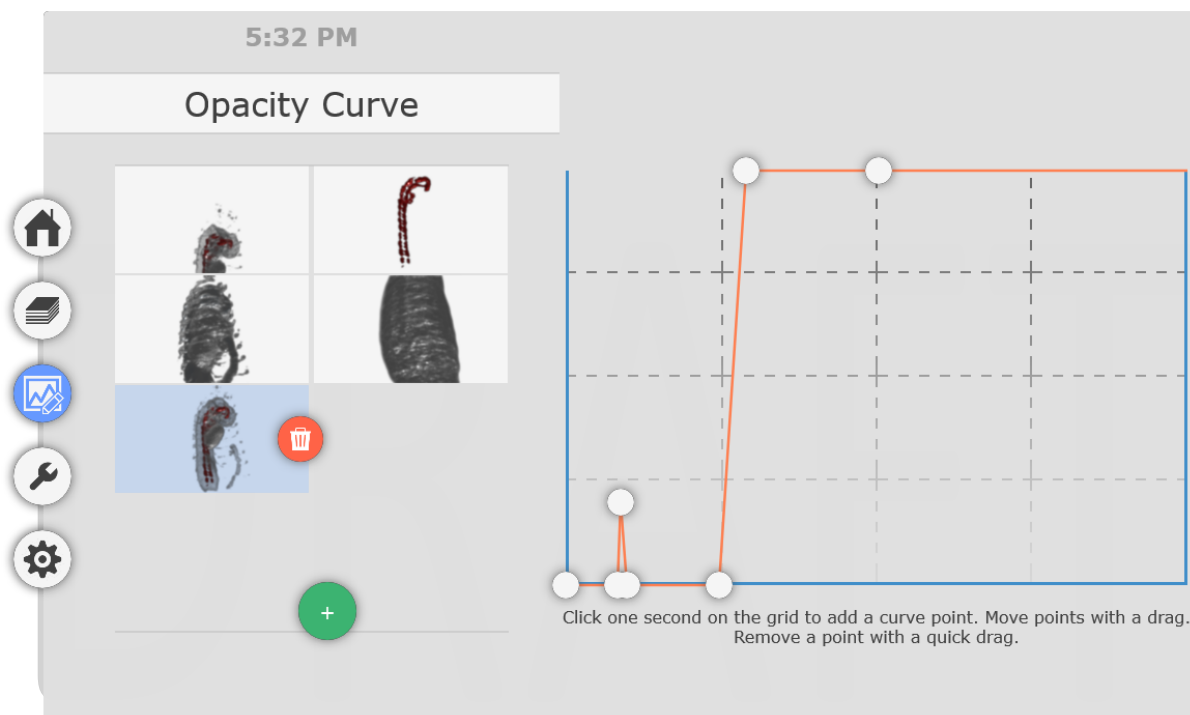 5:32 PM
Opacity Curve
+
Click one second on the grid to add a curve point. Move points with a drag.
Remove a point with a quick drag.